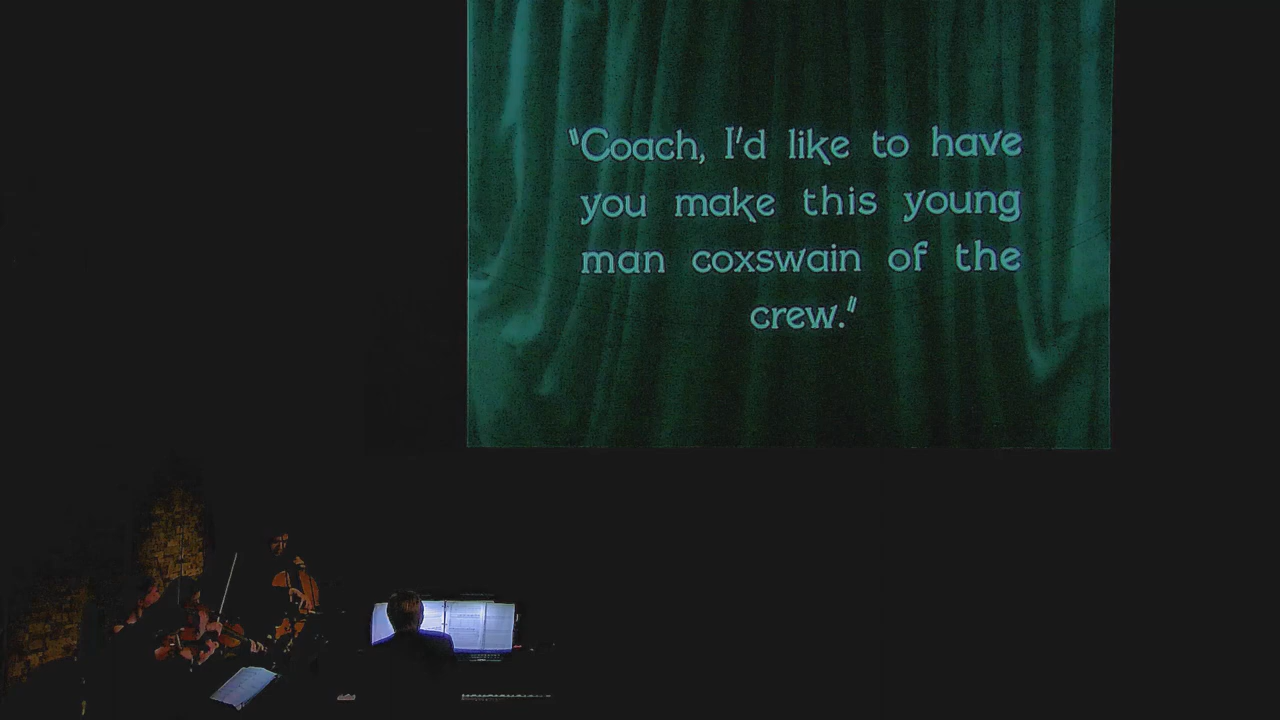 "Coach, I'd like to have
you make this young
man coxswain of the
crew."